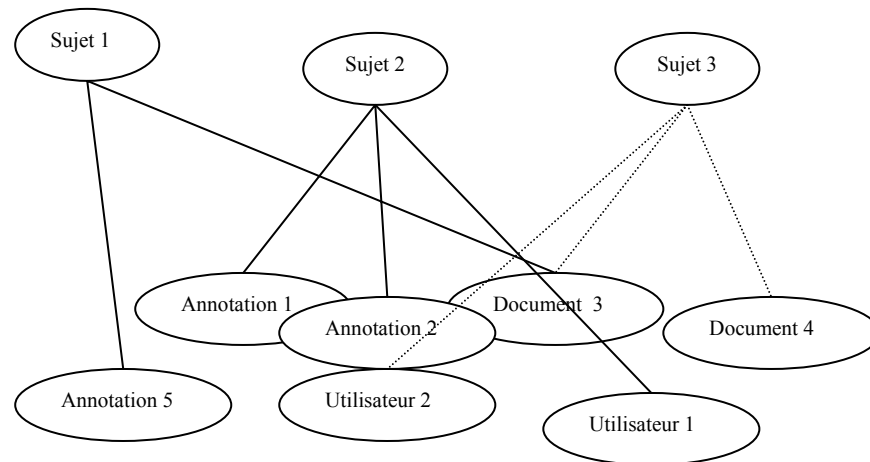 Sujet 1
Sujet 2
Sujet 3
Annotation 1
Document  3
Annotation 2
Document 4
Annotation 5
Utilisateur 2
Utilisateur 1